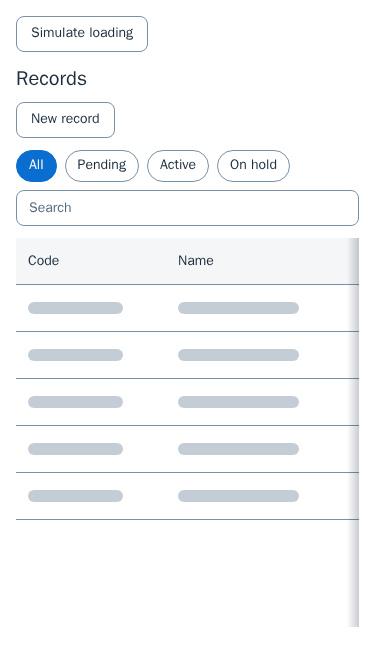 Simulate loading
Records
New record
All Pending Active On hold
Search
Code Name